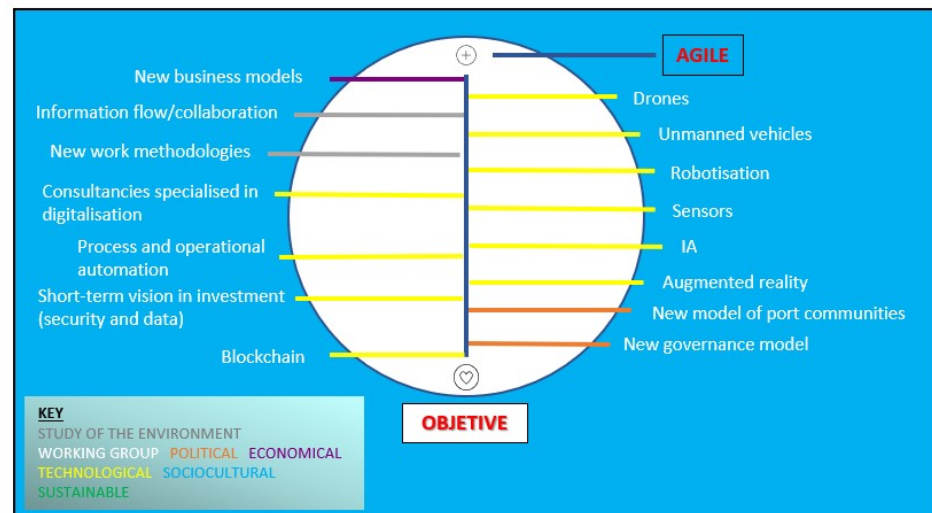 AGILE
New business models
Information flow/collaboration
New work methodologies
Consultancies specialised in
digitalisation
Process and operational
automation
Short-term vision in investment
(security and data)
Blockchain
Drones
Unmanned vehicles
Robotisation
Sensors
IA
Augmented reality
New model of port communities
New governance model
OBJETIVE
KEY
STUDY OF THE ENVIRONMENT
WORKING GROUP POLITICAL ECONOMICAL
TECHNOLOGICAL SOCIOCULTURAL
SUSTAINABLE